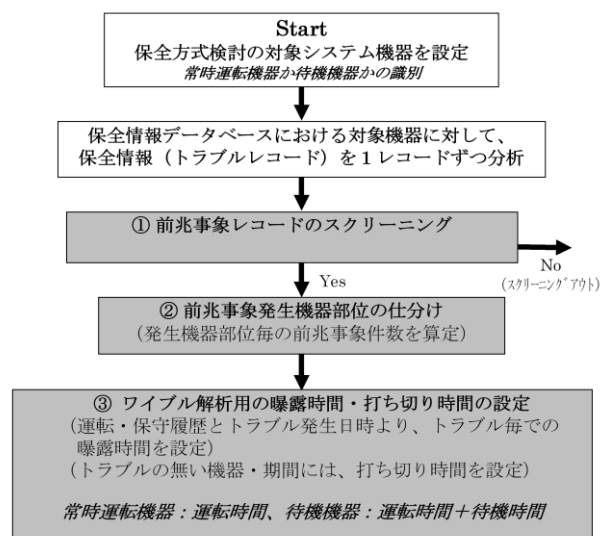 Start
保全方式検討の対象システム機器を設定
常時運転機器か待機機器かの識別
保全情報データベースにおける対象機器に対して、
保全情報(トラブルレコード)を1レコードずつ分析
① 前兆事象レコードのスクリーニング
No
(スクリーニングアウト)
Yes
② 前兆事象発生機器部位の仕分け
(発生機器部位毎の前兆事象件数を算定)
③ ワイブル解析用の曝露時間・打ち切り時間の設定
(運転・保守履歴とトラブル発生日時より、トラブル毎での
曝露時間を設定)
(トラブルの無い機器・期間には、打ち切り時間を設定)
常時運転機器:運転時間、待機機器:運転時間+待機時間